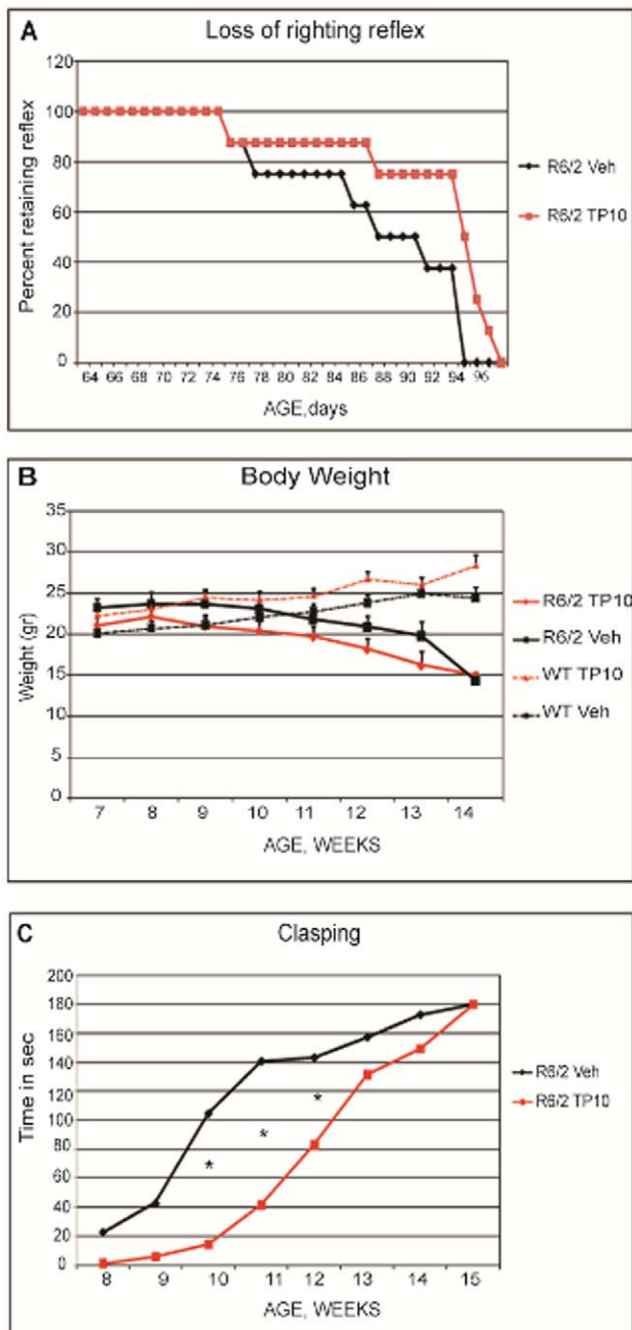 A
Loss of righting reflex
Percent retaining reflex
120
100
80
60
40
20
0
64 66 68 70 72 74 76 78 80 82 84 86 88 90 92 94 96
AGE,days
R6/2 Veh
R6/2 TP10
B
Body Weight
Weight (gr)
35
30
25
20
15
10
5
0
7 8 9 10 11 12 13 14
AGE, WEEKS
R6/2 TP10
R6/2 Veh
WT TP10
WT Veh
C
Clasping
Time in sec
200
180
160
140
120
100
80
60
40
20
0
* * *
8 9 10 11 12 13 14 15
AGE, WEEKS
R6/2 Veh
R6/2 TP10